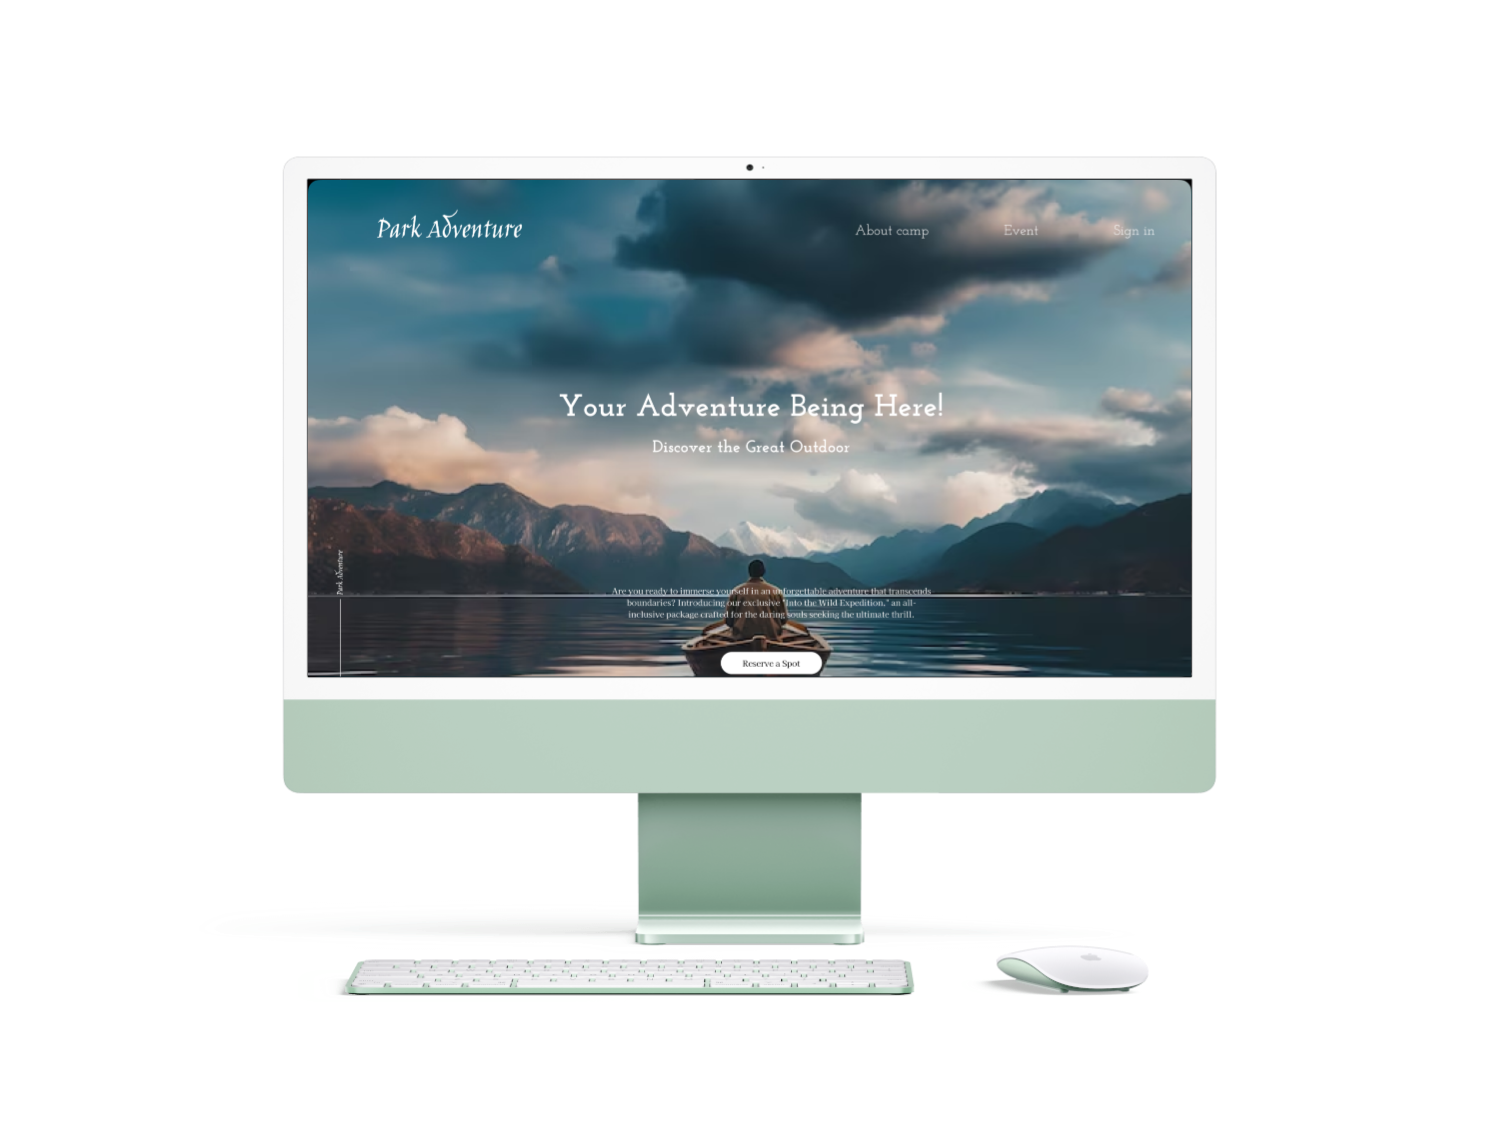 Park Adventure
About camp
Event
Sign in
Your Adventure Being Here!
Discover the Great Outdoor
Park Adventure
Are you ready to immerse yourself in an unforgettable adventure that transcends
boundaries? Introducing our exclusive "Into the Wild Expedition," an all-
inclusive package crafted for the daring souls seeking the ultimate thrill.
Reserve a Spot